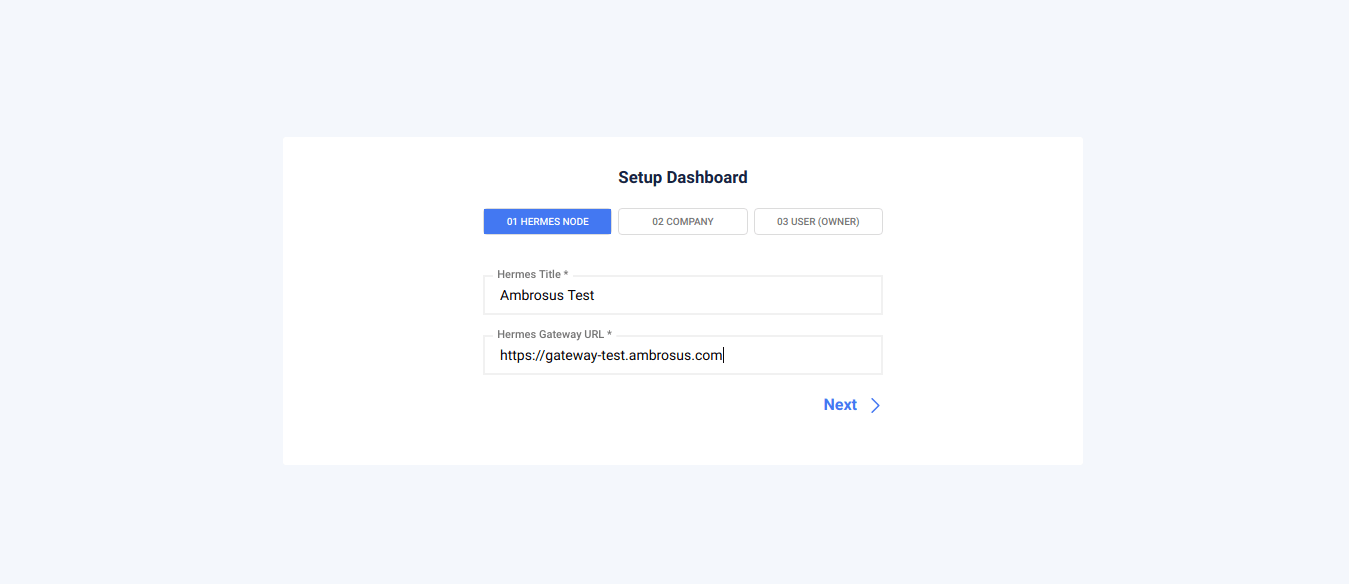 Setup Dashboard
01 HERMES NODE 02 COMPANY 03 USER (OWNER)
Hermes Title *
Ambrosus Test
Hermes Gateway URL *
https://gateway-test.ambrosus.com
Next